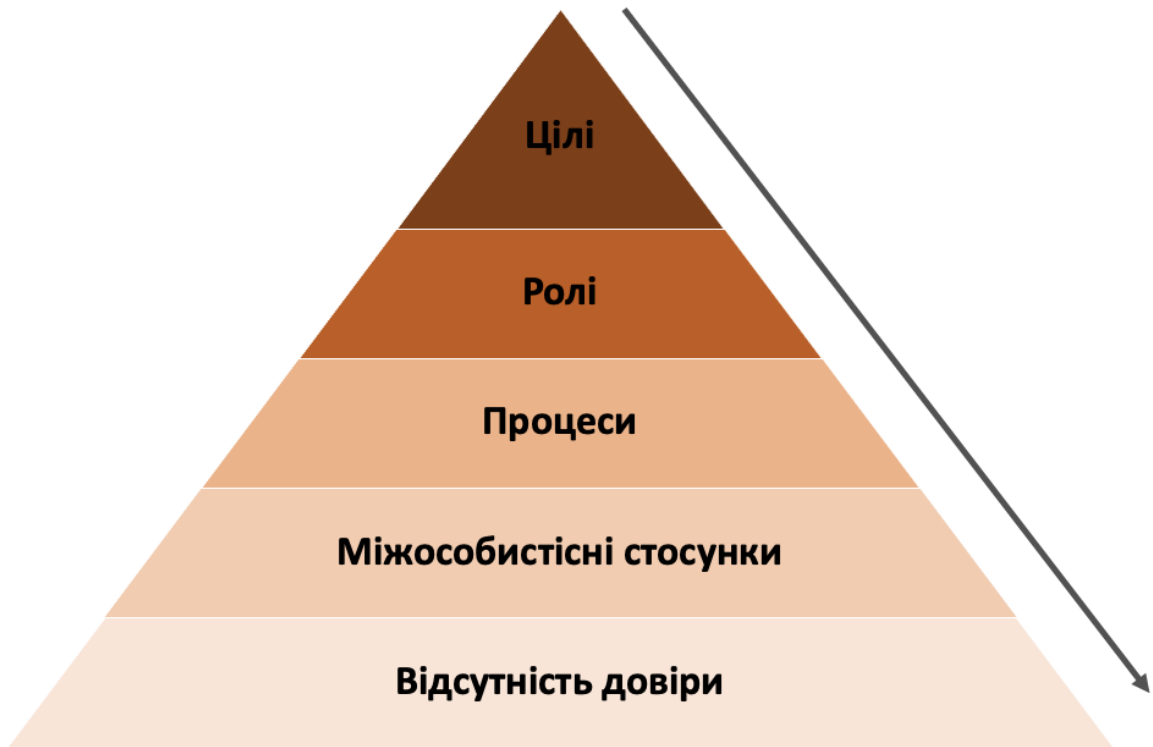 Цілі
Ролі
Процеси
Міжособистісні стосунки
Відсутність довіри